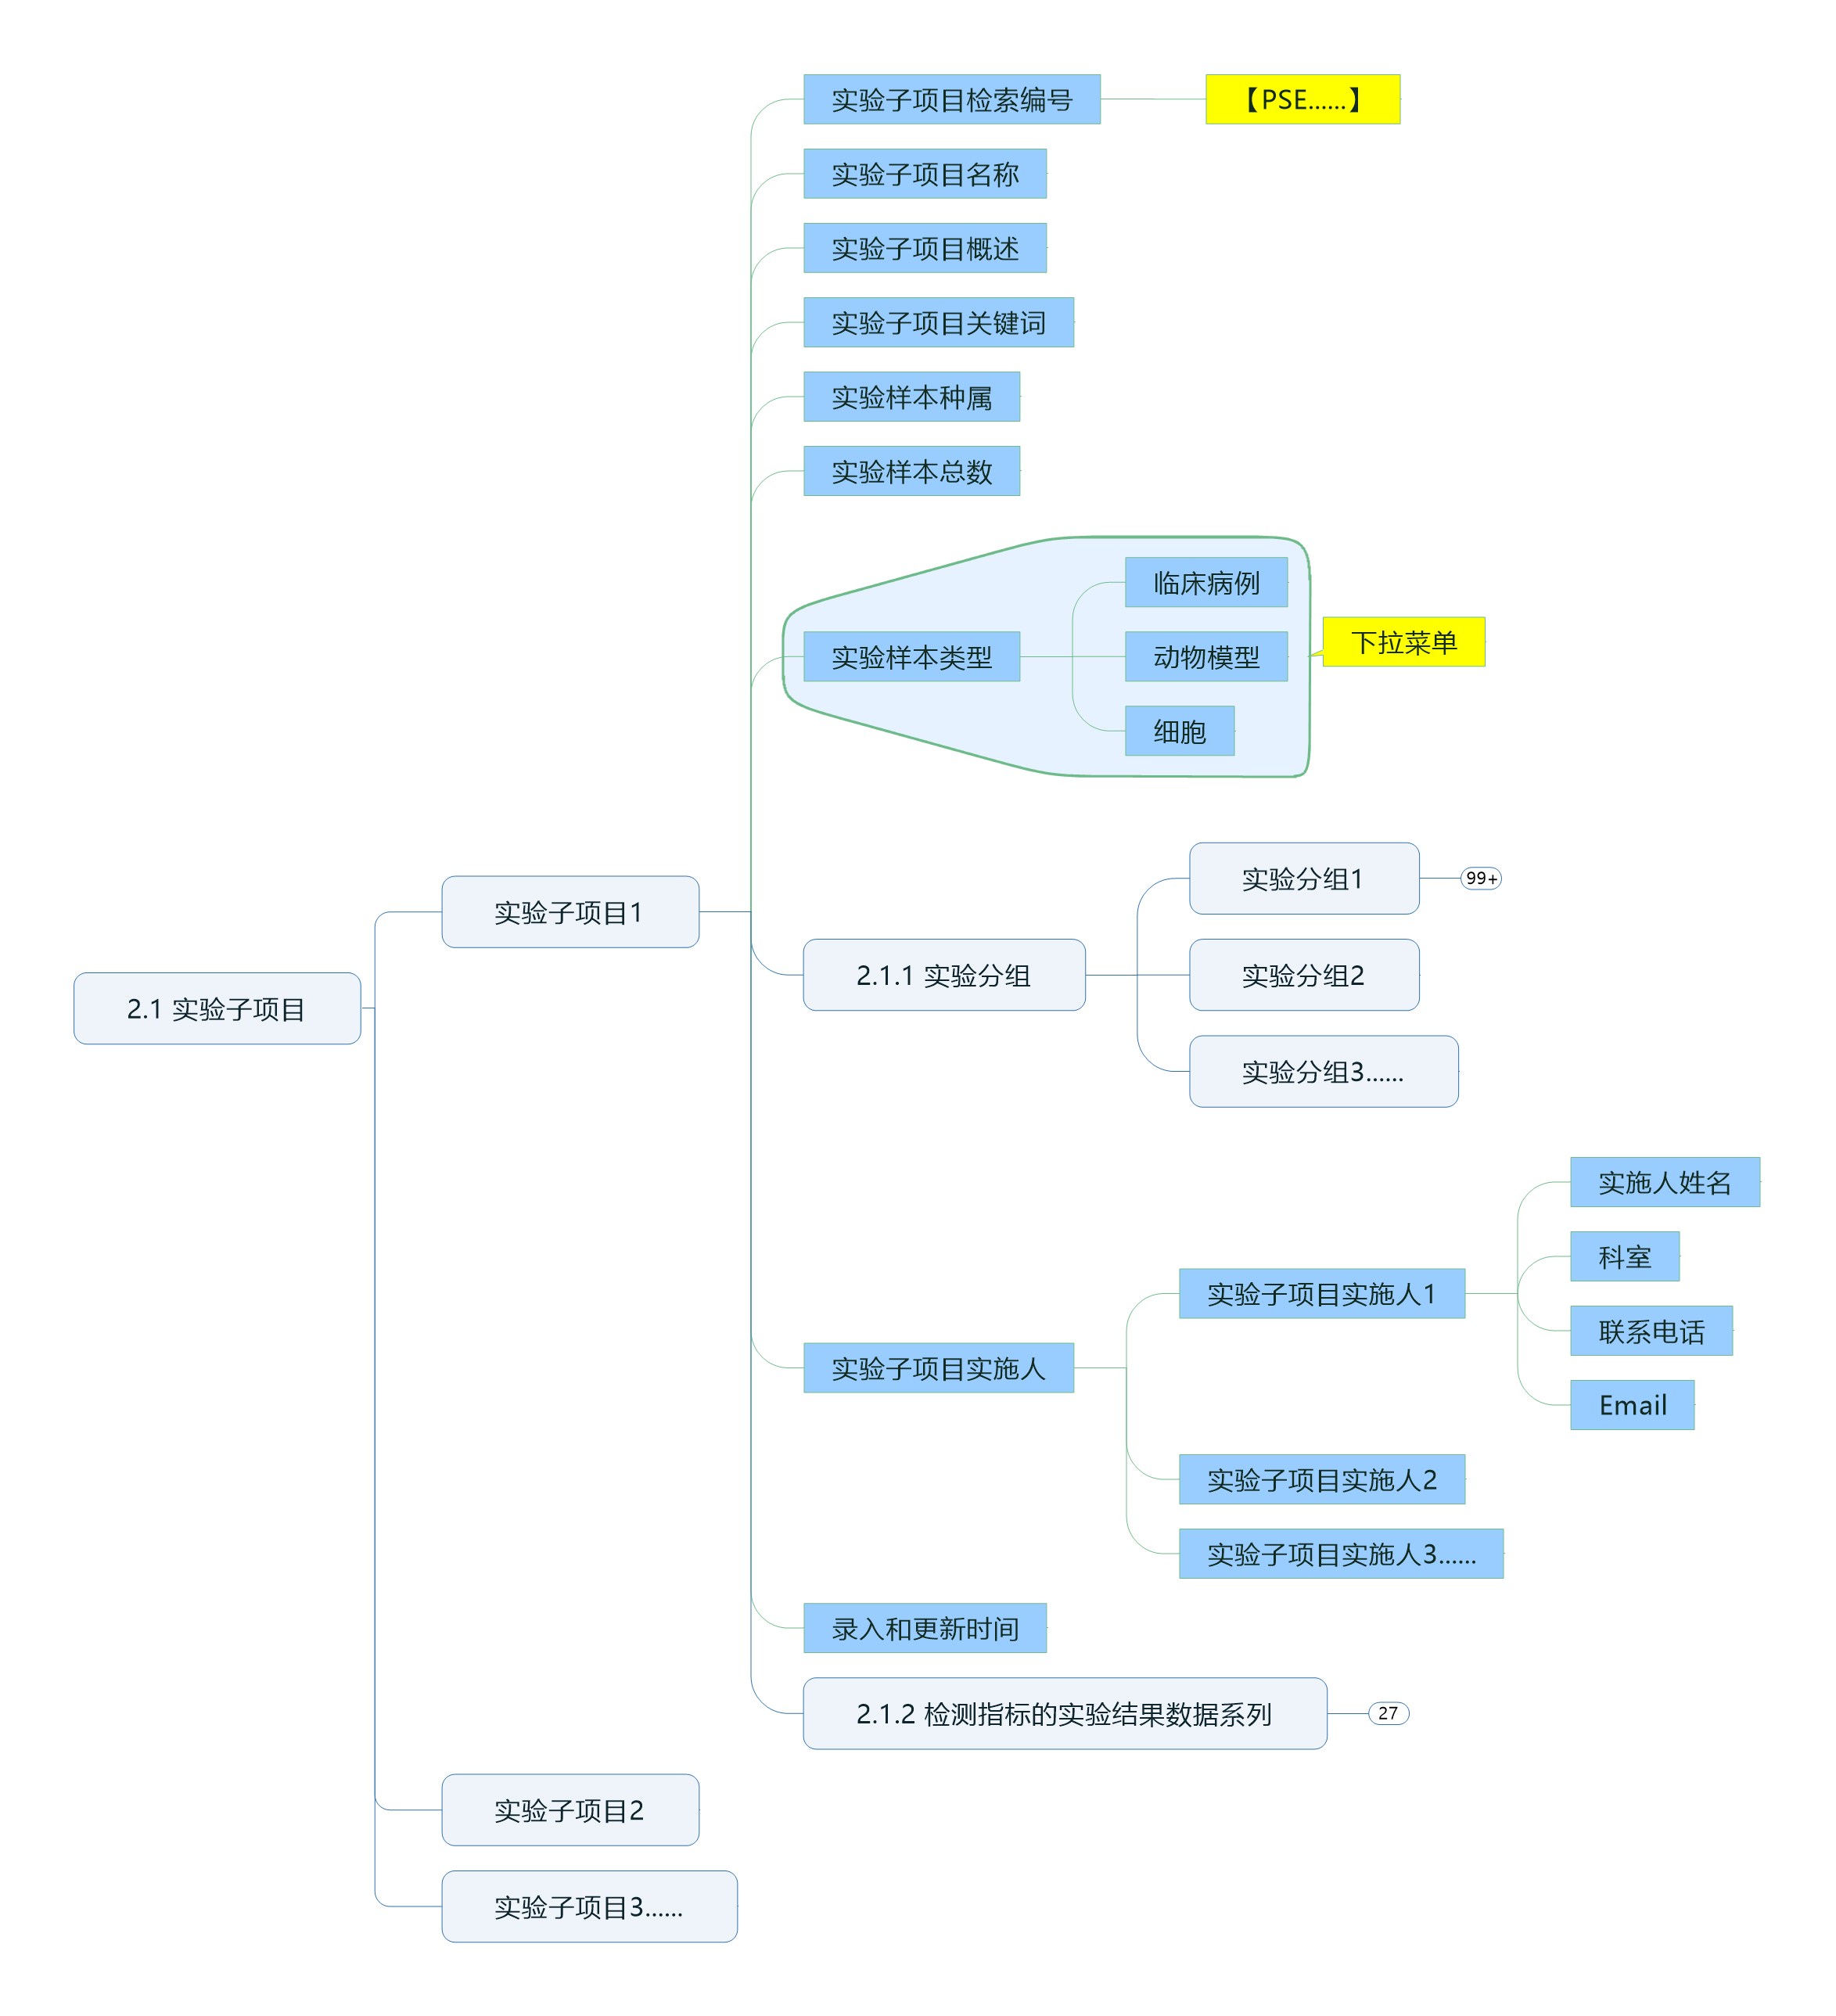 实验子项目检索编号
【PSE……】
实验子项目名称
实验子项目概述
实验子项目关键词
实验样本种属
实验样本总数
临床病例
下拉菜单
实验样本类型
动物模型
细胞
实验分组1
99+
实验子项目1
2.1.1 实验分组
实验分组2
2.1 实验子项目
实验分组3……
实施人姓名
科室
实验子项目实施人1
联系电话
实验子项目实施人
Email
实验子项目实施人2
实验子项目实施人3……
录入和更新时间
2.1.2 检测指标的实验结果数据系列
27
实验子项目2
实验子项目3……